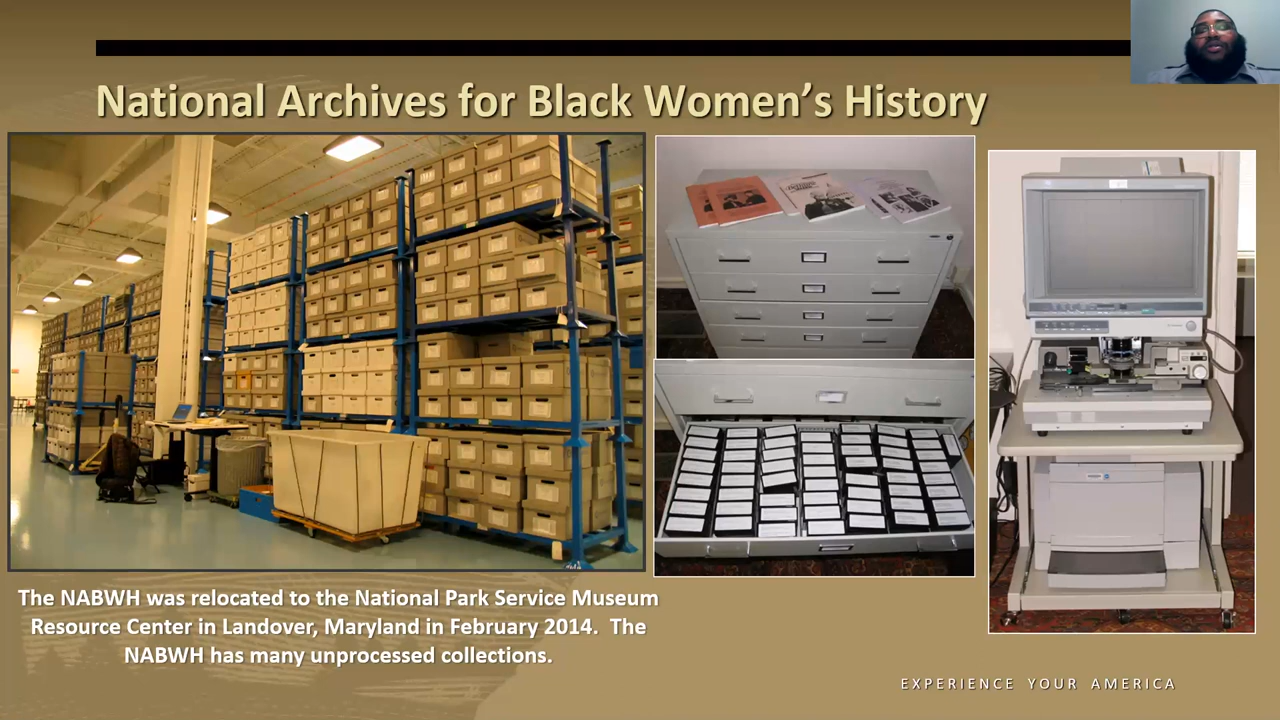 National Archives for Black Women's History
The NABWH was relocated to the National Park Service Museum
Resource Center in Landover, Maryland in February 2014. The
NABWH has many unprocessed collections.
EXPERIENCE YOUR AMERICA